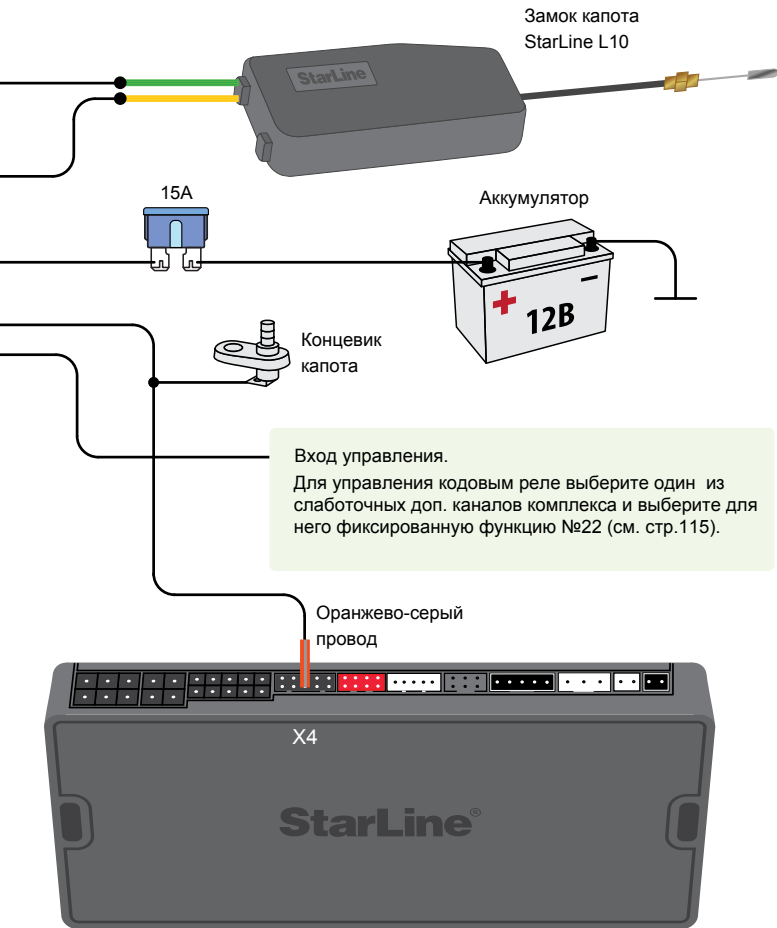 Замок капота
StarLine L10
StarLine
15А
Аккумулятор
12В
Концевик
капота
Вход управления.
Для управления кодовым реле выберите один из
слаботочных доп. каналов комплекса и выберите для
него фиксированную функцию №22 (см. стр.115).
Оранжево-серый
провод
X4
StarLine®